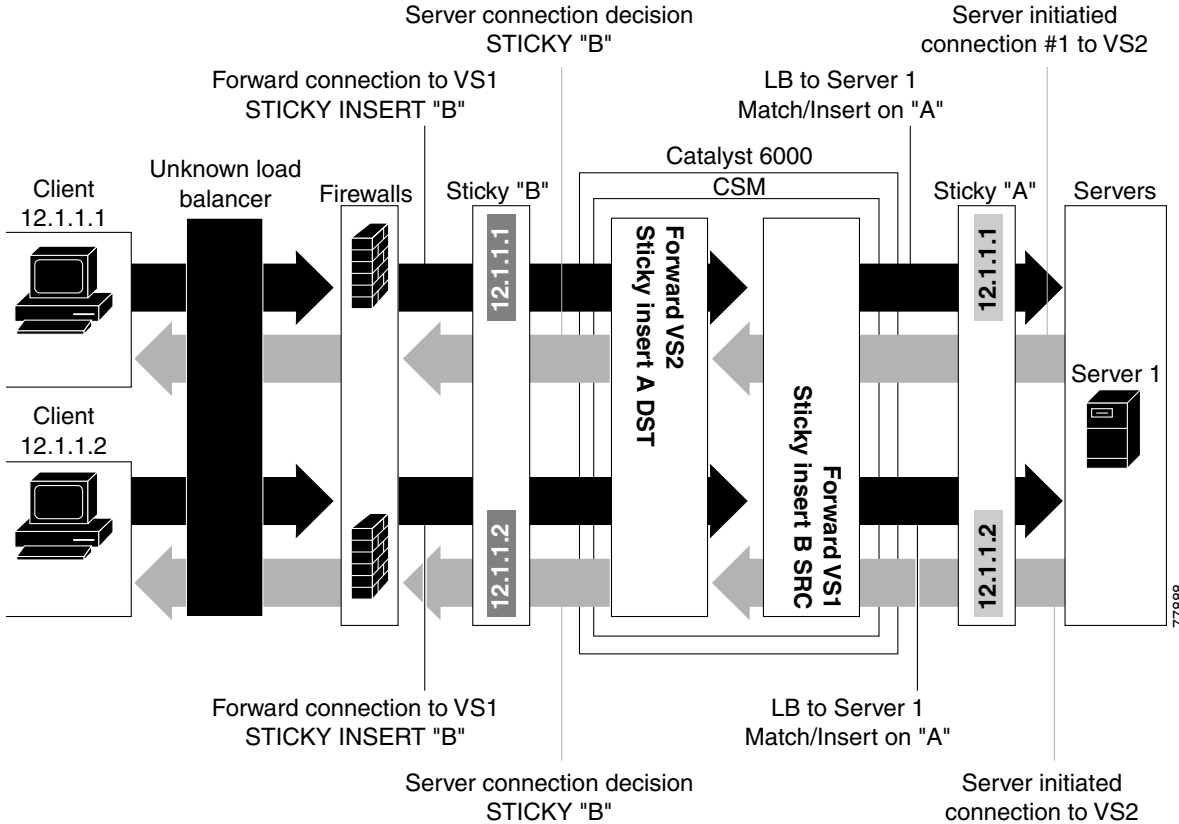 Server connection decision
STICKY "B"
Server initiatied
connection #1 to VS2
Forward connection to VS1
STICKY INSERT "B"
LB to Server 1
Match/Insert on "A"
Catalyst 6000
CSM
Client
12.1.1.1
Unknown load
balancer
Firewalls
Sticky "B"
Sticky "A"
Servers
12.1.1.1
Forward VS2
Sticky insert A DST
12.1.1.1
Server 1
Client
12.1.1.2
12.1.1.2
Forward VS1
Sticky insert B SRC
12.1.1.2
77888
Forward connection to VS1
STICKY INSERT "B"
LB to Server 1
Match/Insert on "A"
Server connection decision
STICKY "B"
Server initiated
connection to VS2